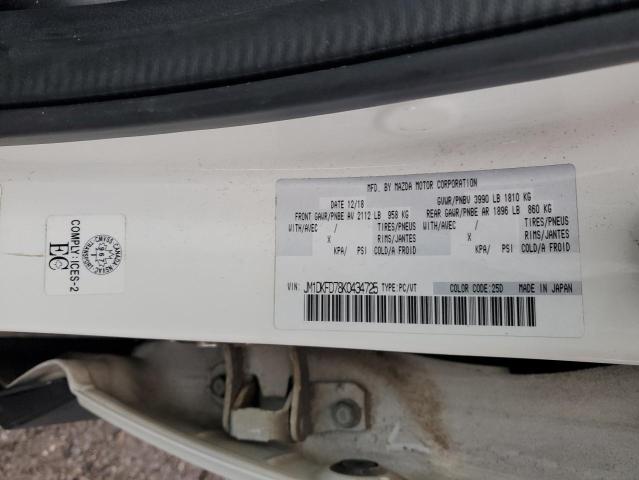 MFD. BY MAZDA MOTOR CORPORATION
DATE 12/18 GVWR/PNBV 3990 LB 1810 KG
FRONT GAWR/PNBE AV 2112 LB 958 KG REAR GAWR/PNBE AR 1896 LB 860 KG
WITH/AVEC / TIRES/PNEUS WITH/AVEC / TIRES/PNEUS
X RIMS/JANTES X RIMS/JANTES
KPA/ PSI COLD/A FROID KPA/ PSI COLD/A FROID
VIN: JM1DKFD78K0434725 TYPE:PC/VT COLOR CODE:25D MADE IN JAPAN
COMPLY:ICES-2
EC
CANADA
TRANSPORT